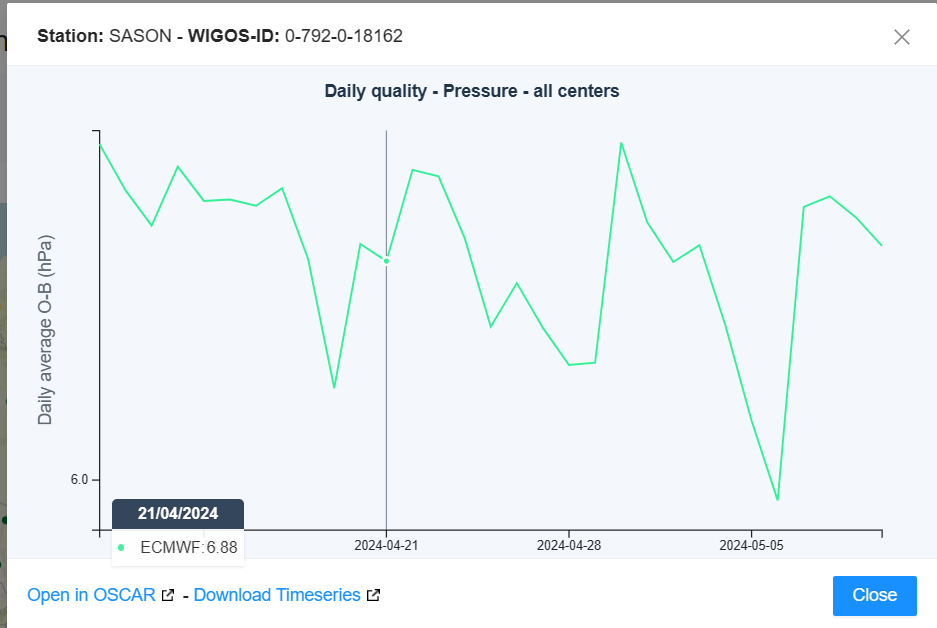 Station: SASON - WIGOS-ID: 0-792-0-18162
Daily quality - Pressure - all centers
Daily average O-B (hPa)
6.0
21/04/2024
ECMWF:6.88
2024-04-21
2024-04-28
2024-05-05
Open in OSCAR - Download Timeseries
Close